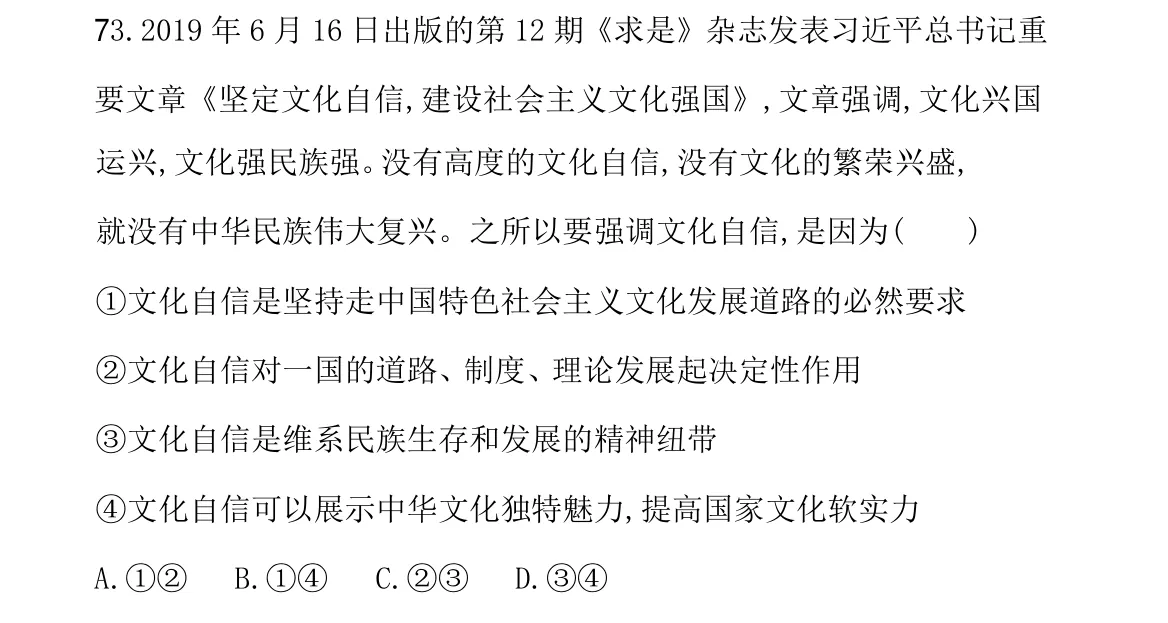 73.2019 年 6 月 16 日出版的第 12 期《求是》杂志发表习近平总书记重
要文章《坚定文化自信,建设社会主义文化强国》,文章强调,文化兴国
运兴,文化强民族强。没有高度的文化自信,没有文化的繁荣兴盛,
就没有中华民族伟大复兴。之所以要强调文化自信,是因为(    )
①文化自信是坚持走中国特色社会主义文化发展道路的必然要求
②文化自信对一国的道路、制度、理论发展起决定性作用
③文化自信是维系民族生存和发展的精神纽带
④文化自信可以展示中华文化独特魅力,提高国家文化软实力
A.①②   B.①④   C.②③   D.③④